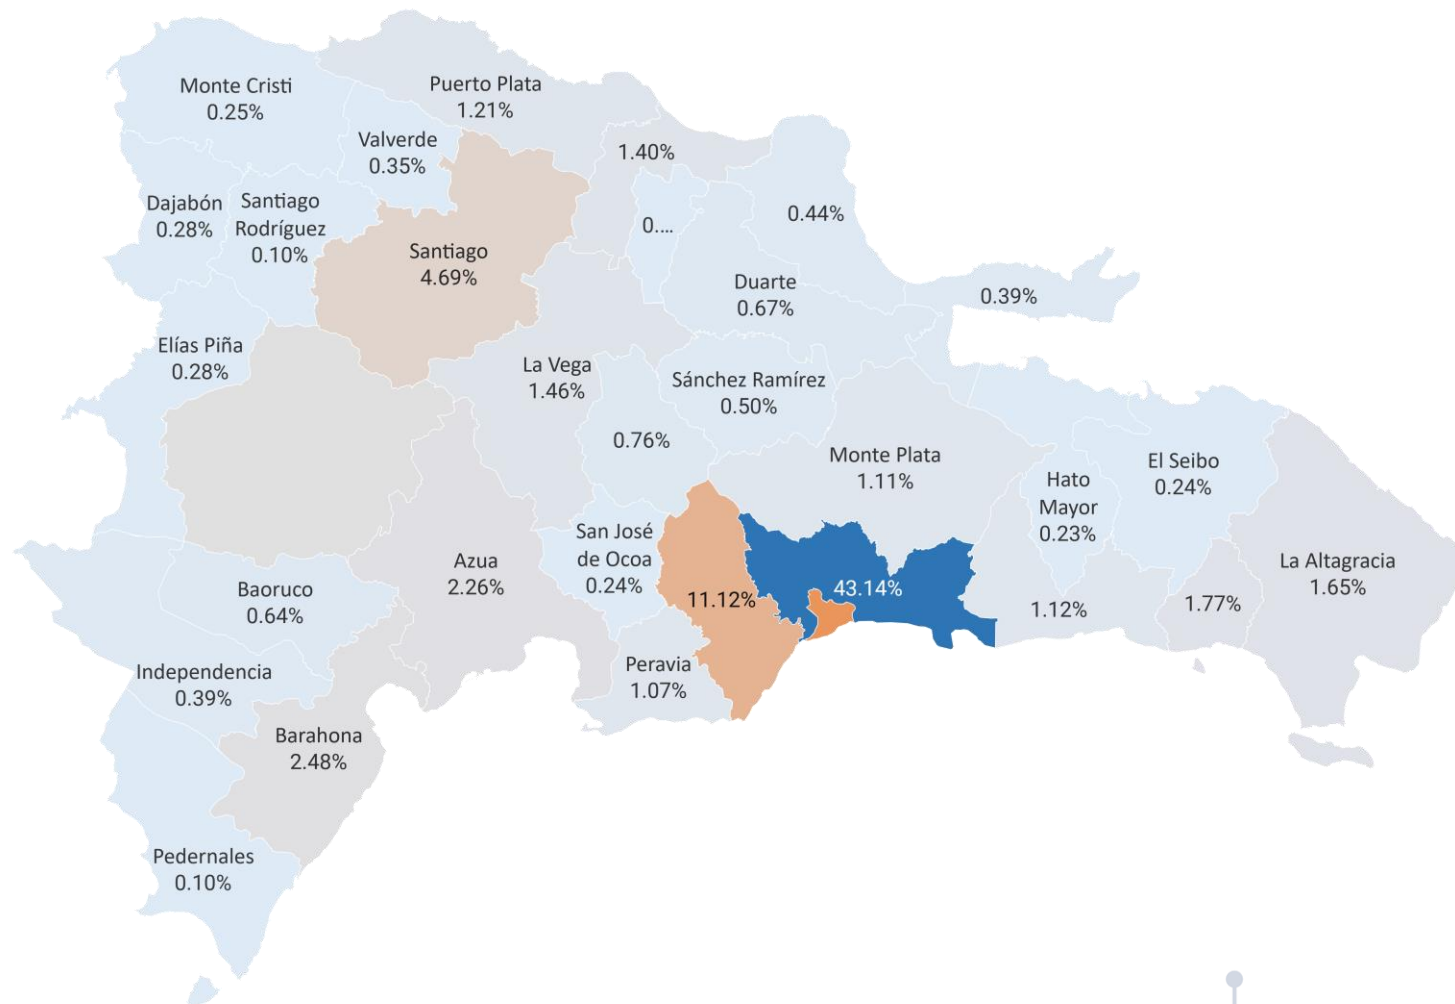 Monte Cristi
0.25%
Puerto Plata
1.21%
Valverde
0.35%
1.40%
Dajabón
0.28%
Santiago
Rodríguez
0.10%
Santiago
4.69%
0....
0.44%
Duarte
0.67%
0.39%
Elías Piña
0.28%
La Vega
1.46%
Sánchez Ramírez
0.50%
0.76%
Monte Plata
1.11%
Hato
Mayor
0.23%
El Seibo
0.24%
Azua
2.26%
San José
de Ocoa
0.24%
11.12%
43.14%
1.12%
1.77%
La Altagracia
1.65%
Baoruco
0.64%
Peravia
1.07%
Independencia
0.39%
Barahona
2.48%
Pedernales
0.10%